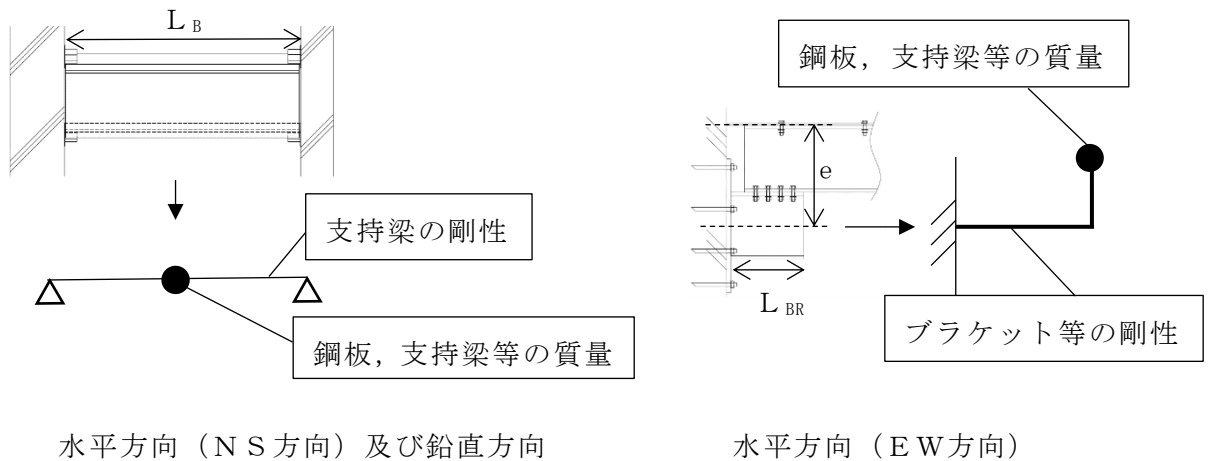 L B
支持梁の剛性
鋼板，支持梁等の質量
水平方向（ＮＳ方向）及び鉛直方向
鋼板，支持梁等の質量
e
L BR
ブラケット等の剛性
水平方向（ＥＷ方向）